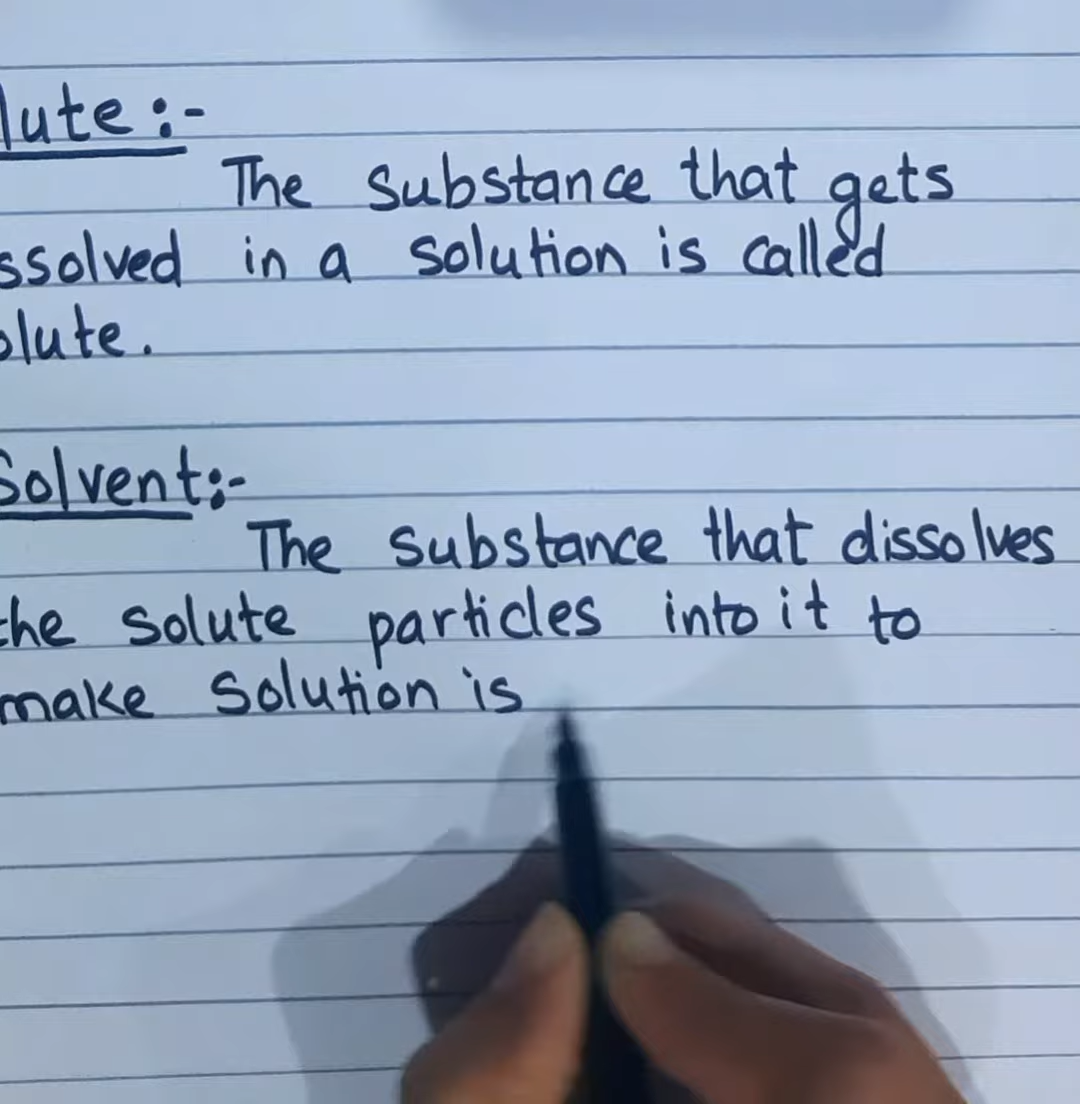 lute :-
The substance that gets
ssolved in a solution is called
olute.
Solvent:-
The substance that dissolves
the solute particles into it to
make solution is